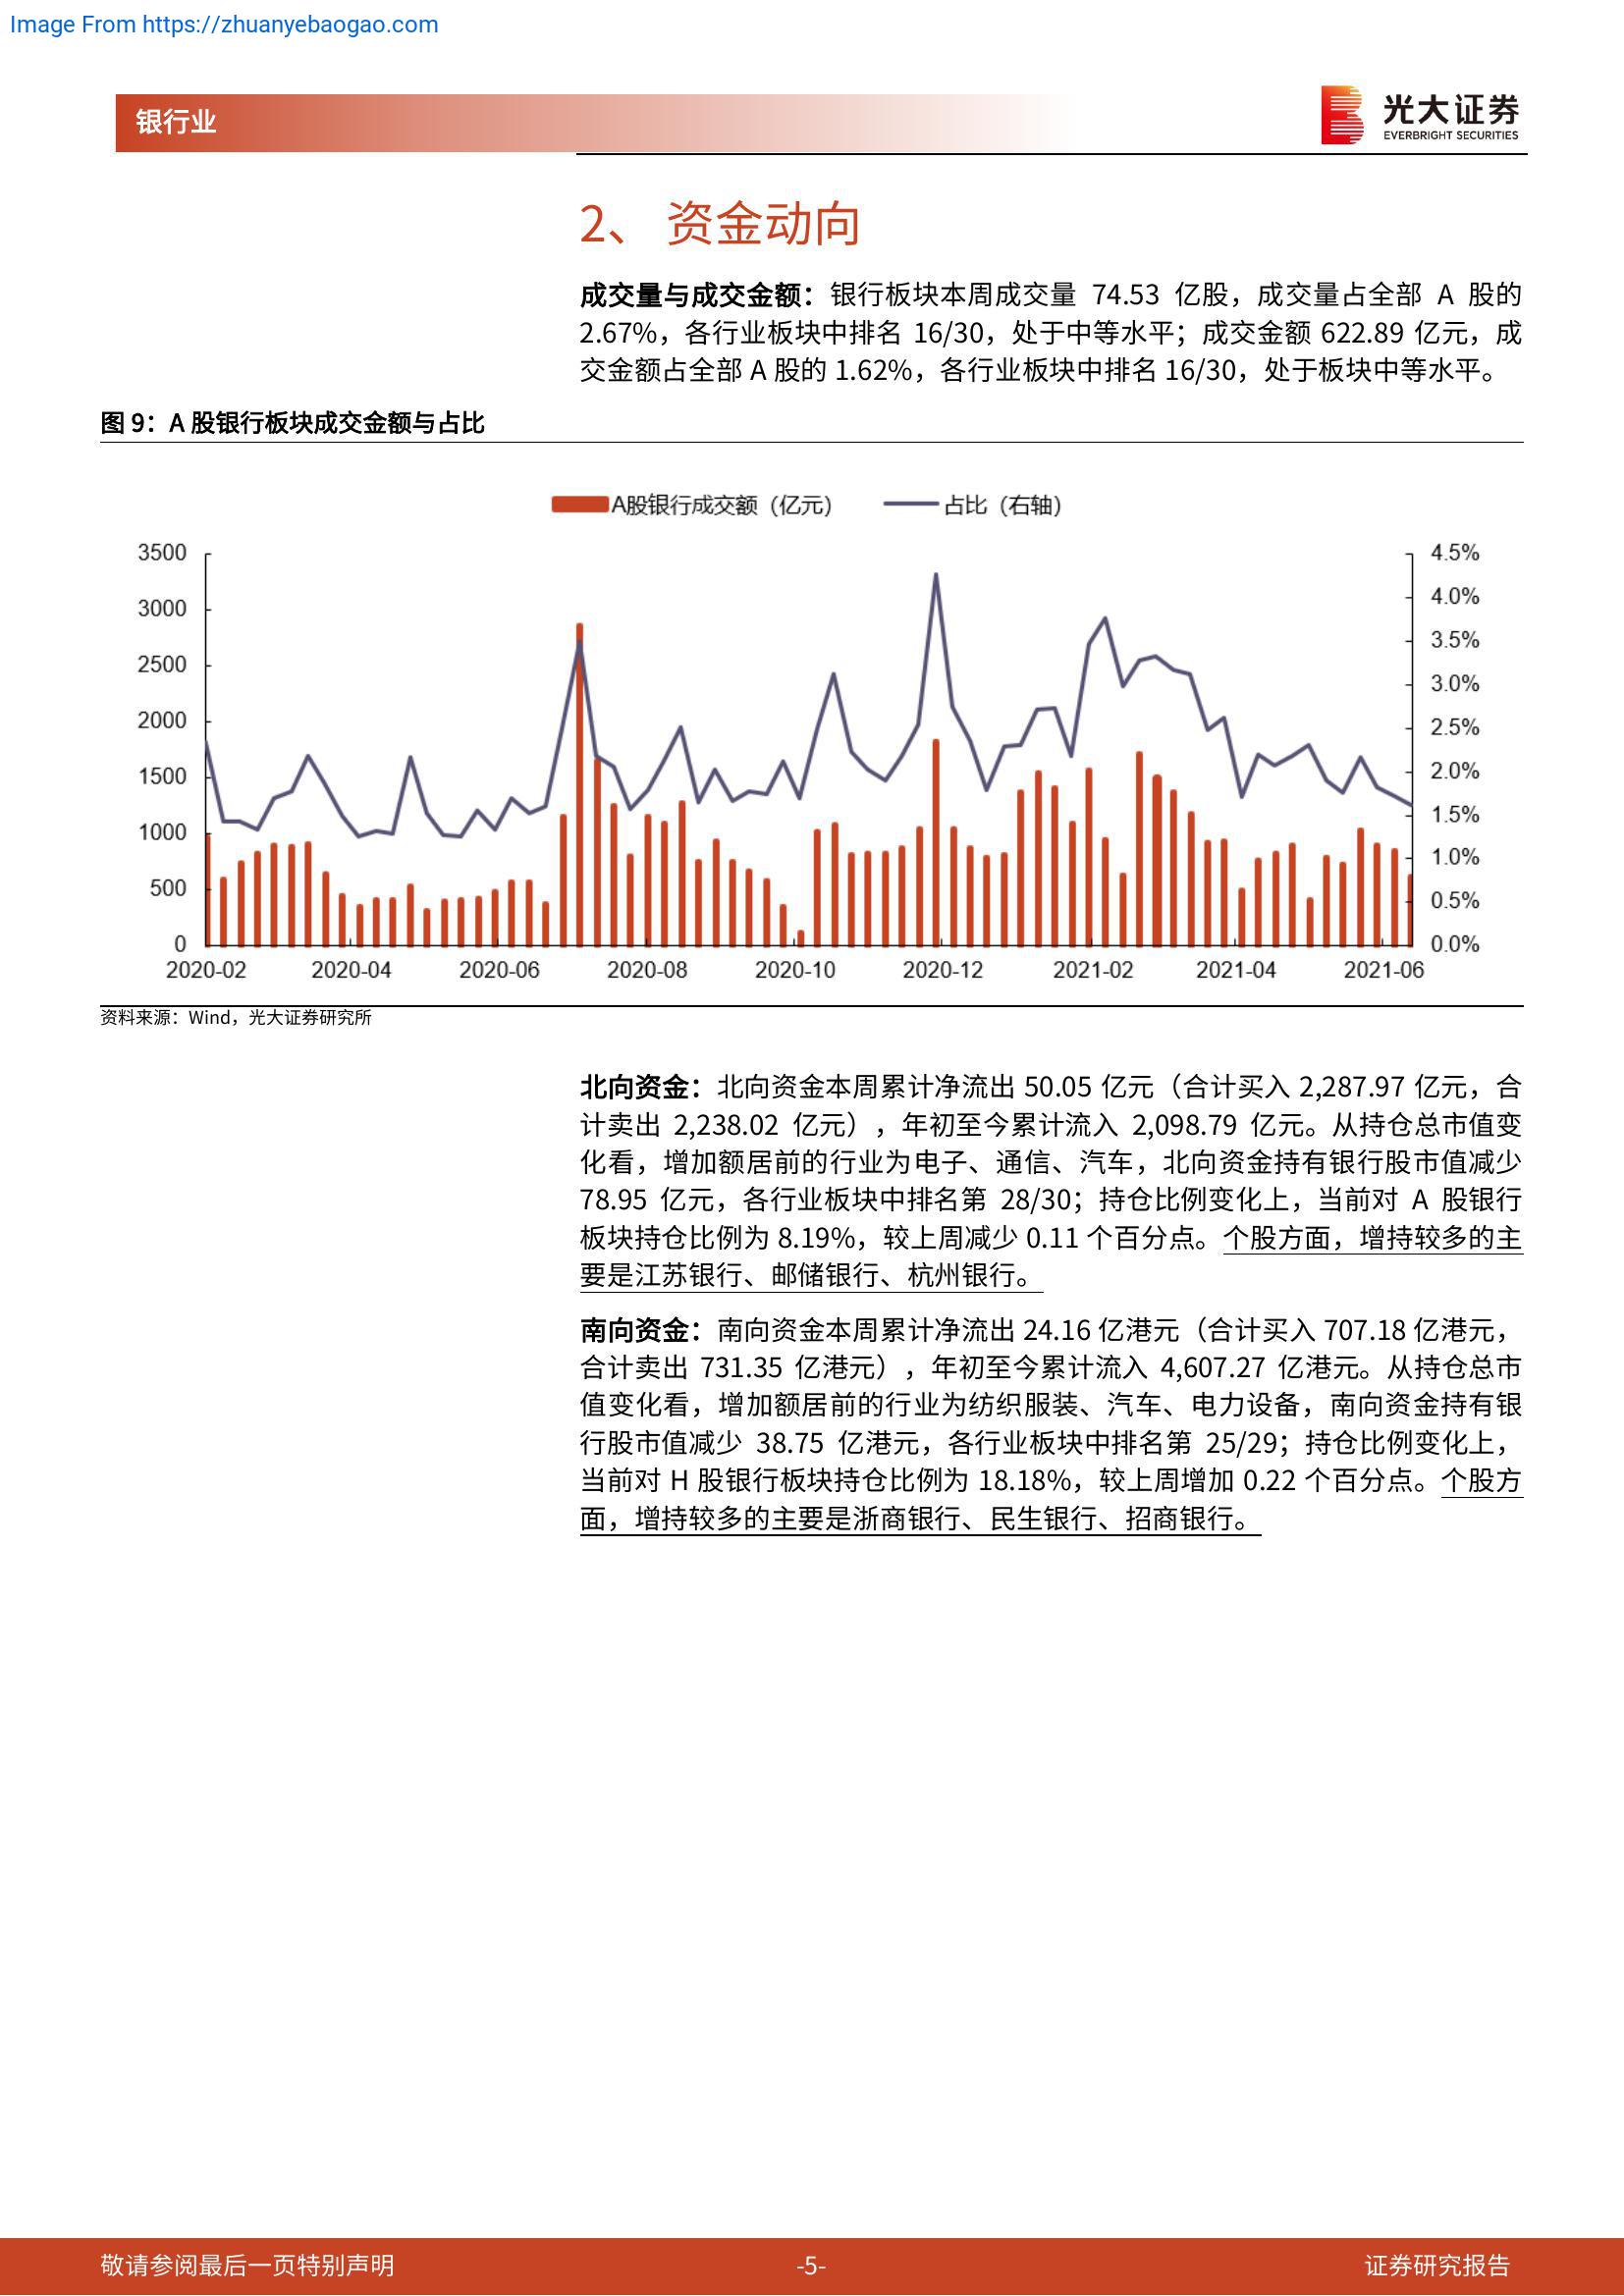 Image From https://zhuanyebaogao.com
银行业
光大证券
EVERBRIGHT SECURITIES
2、 资金动向
成交量与成交金额：银行板块本周成交量 74.53 亿股，成交量占全部 A 股的
2.67%，各行业板块中排名 16/30，处于中等水平；成交金额 622.89 亿元，成
交金额占全部 A 股的 1.62%，各行业板块中排名 16/30，处于板块中等水平。
图 9：A 股银行板块成交金额与占比
A股银行成交额（亿元） 占比（右轴）
3500 4.5%
3000 4.0%
2500 3.5%
2000 3.0%
1500 2.5%
1000 2.0%
500 1.5%
0 1.0%
0.5%
0.0%
2020-02 2020-04 2020-06 2020-08 2020-10 2020-12 2021-02 2021-04 2021-06
资料来源：Wind，光大证券研究所
北向资金：北向资金本周累计净流出 50.05 亿元（合计买入 2,287.97 亿元，合
计卖出 2,238.02 亿元），年初至今累计流入 2,098.79 亿元。从持仓总市值变
化看，增加额居前的行业为电子、通信、汽车，北向资金持有银行股市值减少
78.95 亿元，各行业板块中排名第 28/30；持仓比例变化上，当前对 A 股银行
板块持仓比例为 8.19%，较上周减少 0.11 个百分点。个股方面，增持较多的主
要是江苏银行、邮储银行、杭州银行。
南向资金：南向资金本周累计净流出 24.16 亿港元（合计买入 707.18 亿港元，
合计卖出 731.35 亿港元），年初至今累计流入 4,607.27 亿港元。从持仓总市
值变化看，增加额居前的行业为纺织服装、汽车、电力设备，南向资金持有银
行股市值减少 38.75 亿港元，各行业板块中排名第 25/29；持仓比例变化上，
当前对 H 股银行板块持仓比例为 18.18%，较上周增加 0.22 个百分点。个股方
面，增持较多的主要是浙商银行、民生银行、招商银行。
敬请参阅最后一页特别声明 -5- 证券研究报告